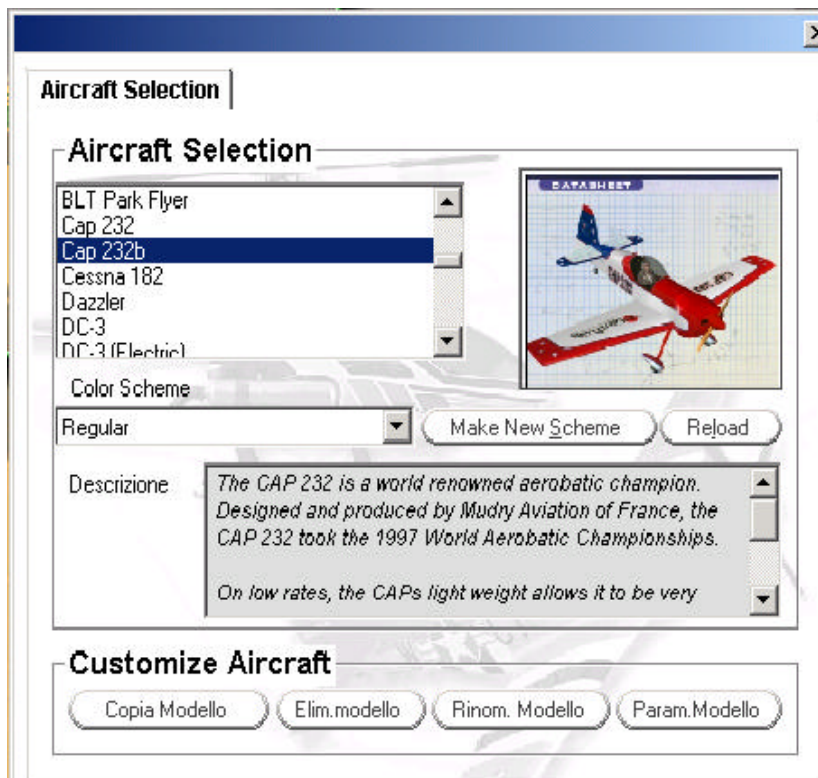 Aircraft Selection
Aircraft Selection
BLT Park Flyer
Cap 232
Cap 232b
Cessna 182
Dazzler
DC-3
DC-3 (Electric)
DATASHEET
Color Scheme
Regular
Make New Scheme
Reload
Descrizione
The CAP 232 is a world renowned aerobatic champion.
Designed and produced by Mudry Aviation of France, the
CAP 232 took the 1997 World Aerobatic Championships.
On low rates, the CAPs light weight allows it to be very
Customize Aircraft
Copia Modello
Elim.modello
Rinom. Modello
Param.Modello